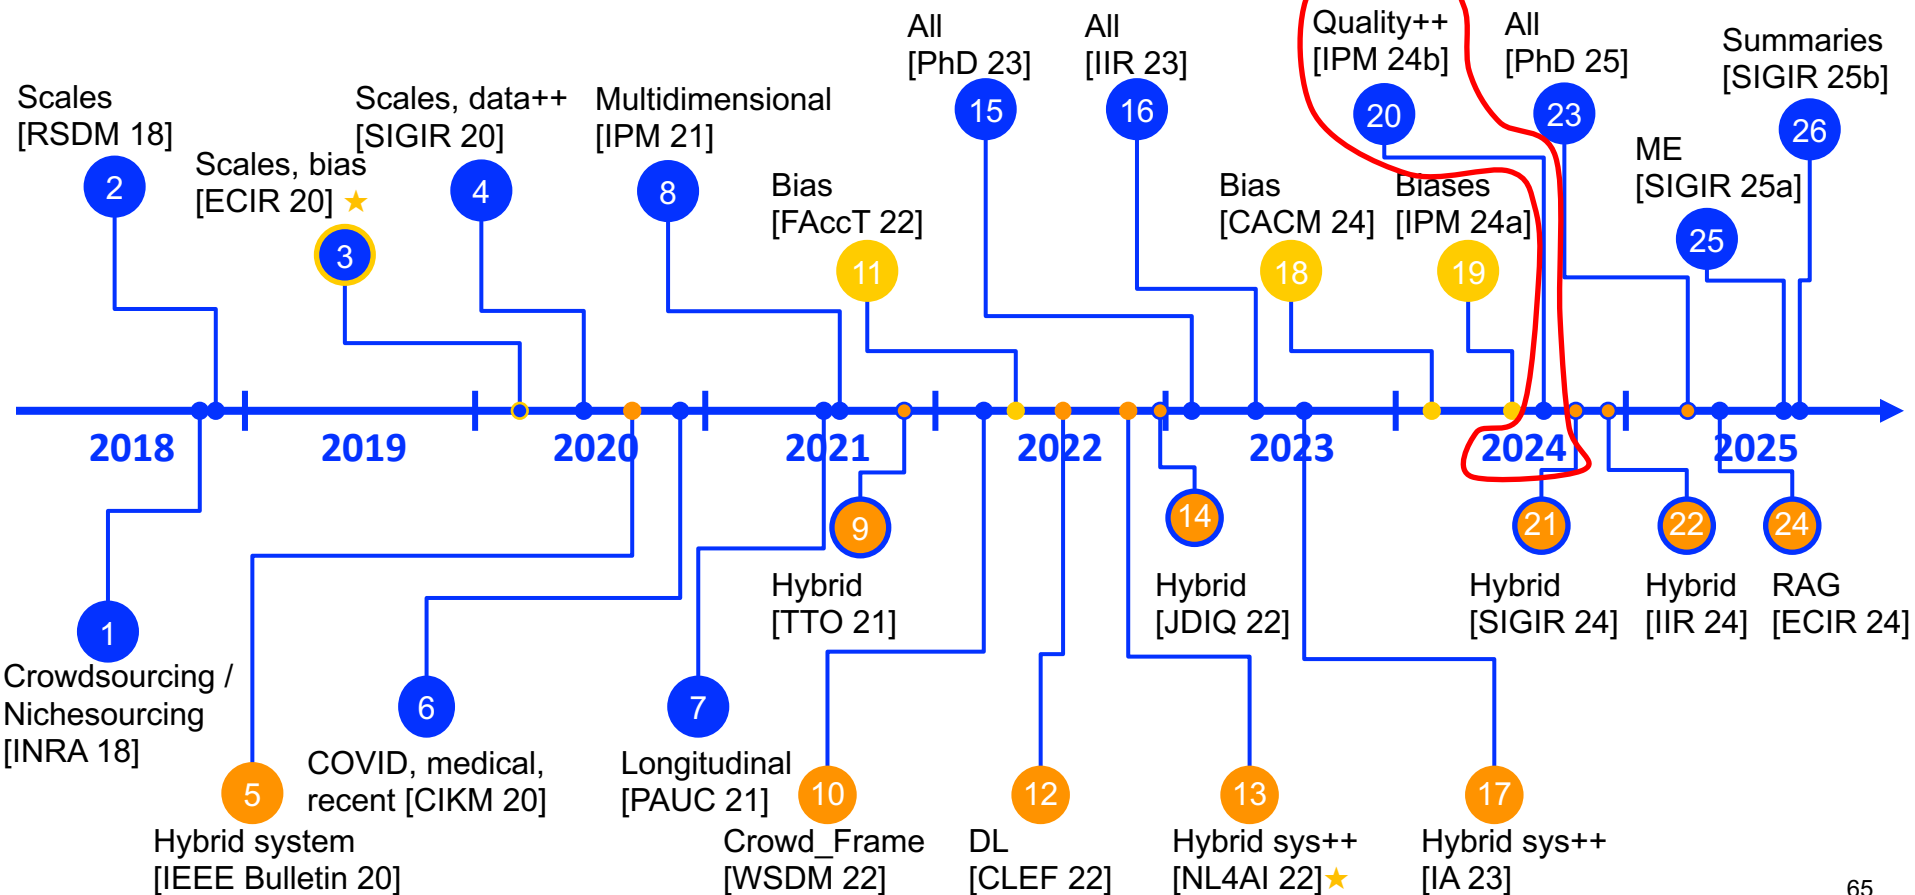 Scales
[RSDM 18]
2
Scales, bias
[ECIR 20]
3
Scales, data++
[SIGIR 20]
4
Multidimensional
[IPM 21]
8
Bias
[FAccT 22]
11
All
[PhD 23]
15
All
[IIR 23]
16
Bias
[CACM 24]
18
Quality++
[IPM 24b]
20
Biases
[IPM 24a]
19
All
[PhD 25]
23
ME
[SIGIR 25a]
25
Summaries
[SIGIR 25b]
26
2018
2019
2020
2021
2022
2023
2024
2025
1
Crowdsourcing /
Nichesourcing
[INRA 18]
5
Hybrid system
[IEEE Bulletin 20]
6
COVID, medical,
recent [CIKM 20]
7
Longitudinal
[PAUC 21]
9
Hybrid
[TTO 21]
10
Crowd_Frame
[WSDM 22]
12
DL
[CLEF 22]
14
Hybrid
[JDIQ 22]
13
Hybrid sys++
[NL4AI 22]
17
Hybrid sys++
[IA 23]
21
Hybrid
[SIGIR 24]
22
Hybrid
[IIR 24]
24
RAG
[ECIR 24]
65